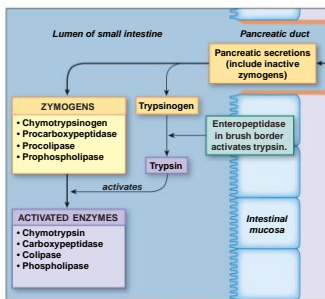 Lumen of small intestine
Pancreatic duct
Pancreatic secretions
(include inactive
zymogens)
ZYMOGENS
• Chymotrypsinogen
• Procarboxypeptidase
• Procolipase
• Prophospholipase
Trypsinogen
Enteropeptidase
in brush border
activates trypsin.
Trypsin
activates
ACTIVATED ENZYMES
• Chymotrypsin
• Carboxypeptidase
• Colipase
• Phospholipase
Intestinal
mucosa